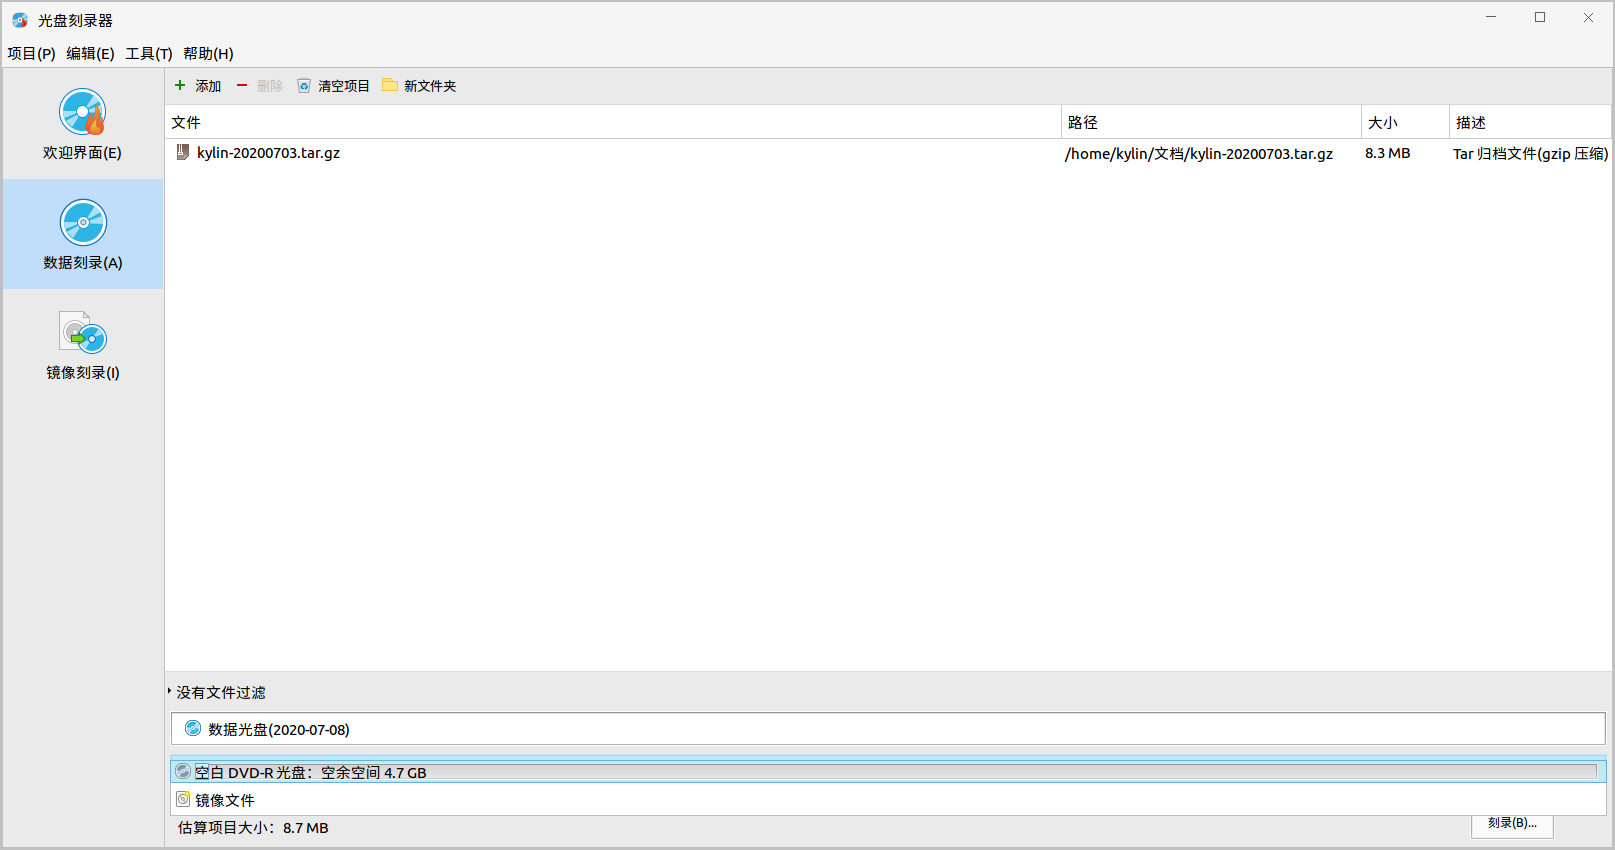 光盘刻录器
项目(P) 编辑(E) 工具(T) 帮助(H)
欢迎界面(E)
数据刻录(A)
镜像刻录(I)
添加 删除 清空项目 新文件夹
文件 路径 大小 描述
kylin-20200703.tar.gz /home/kylin/文档/kylin-20200703.tar.gz 8.3 MB Tar 归档文件(gzip 压缩)
没有文件过滤
数据光盘(2020-07-08)
空白 DVD-R 光盘：空余空间 4.7 GB
镜像文件
估算项目大小：8.7 MB
刻录(B)...